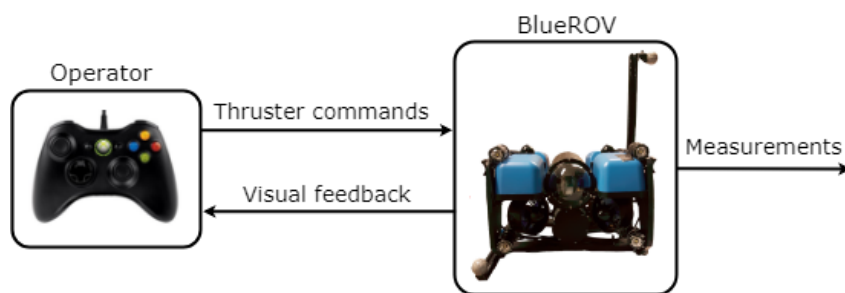 BlueROV
Operator
Thruster commands
Measurements
Visual feedback